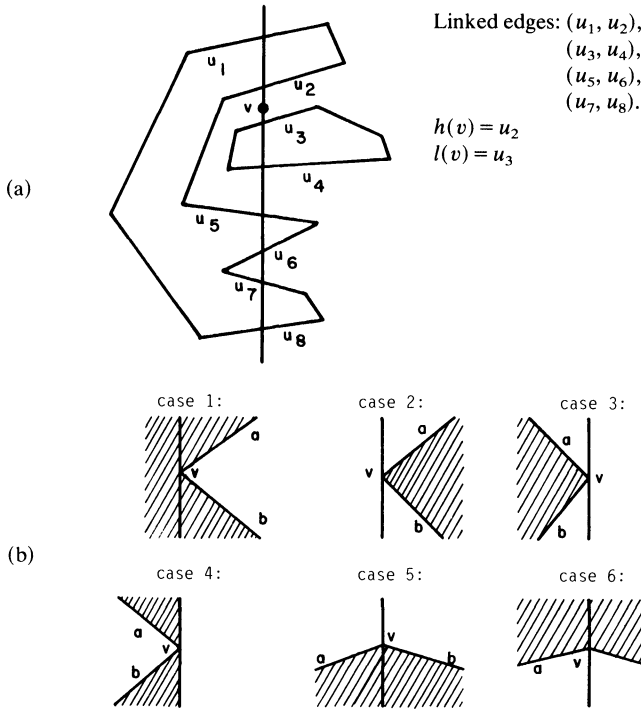 Linked edges: (u₁, u₂),
(u₃, u₄),
(u₅, u₆),
(u₇, u₈).
h(v) = u₂
l(v) = u₃
u₁
u₂
v
u₃
(a)
u₄
u₅
u₆
u₇
u₈
case 1: case 2: case 3:
a a a
v v v
b b b
(b)
case 4: case 5: case 6:
a v
v a b v
b a